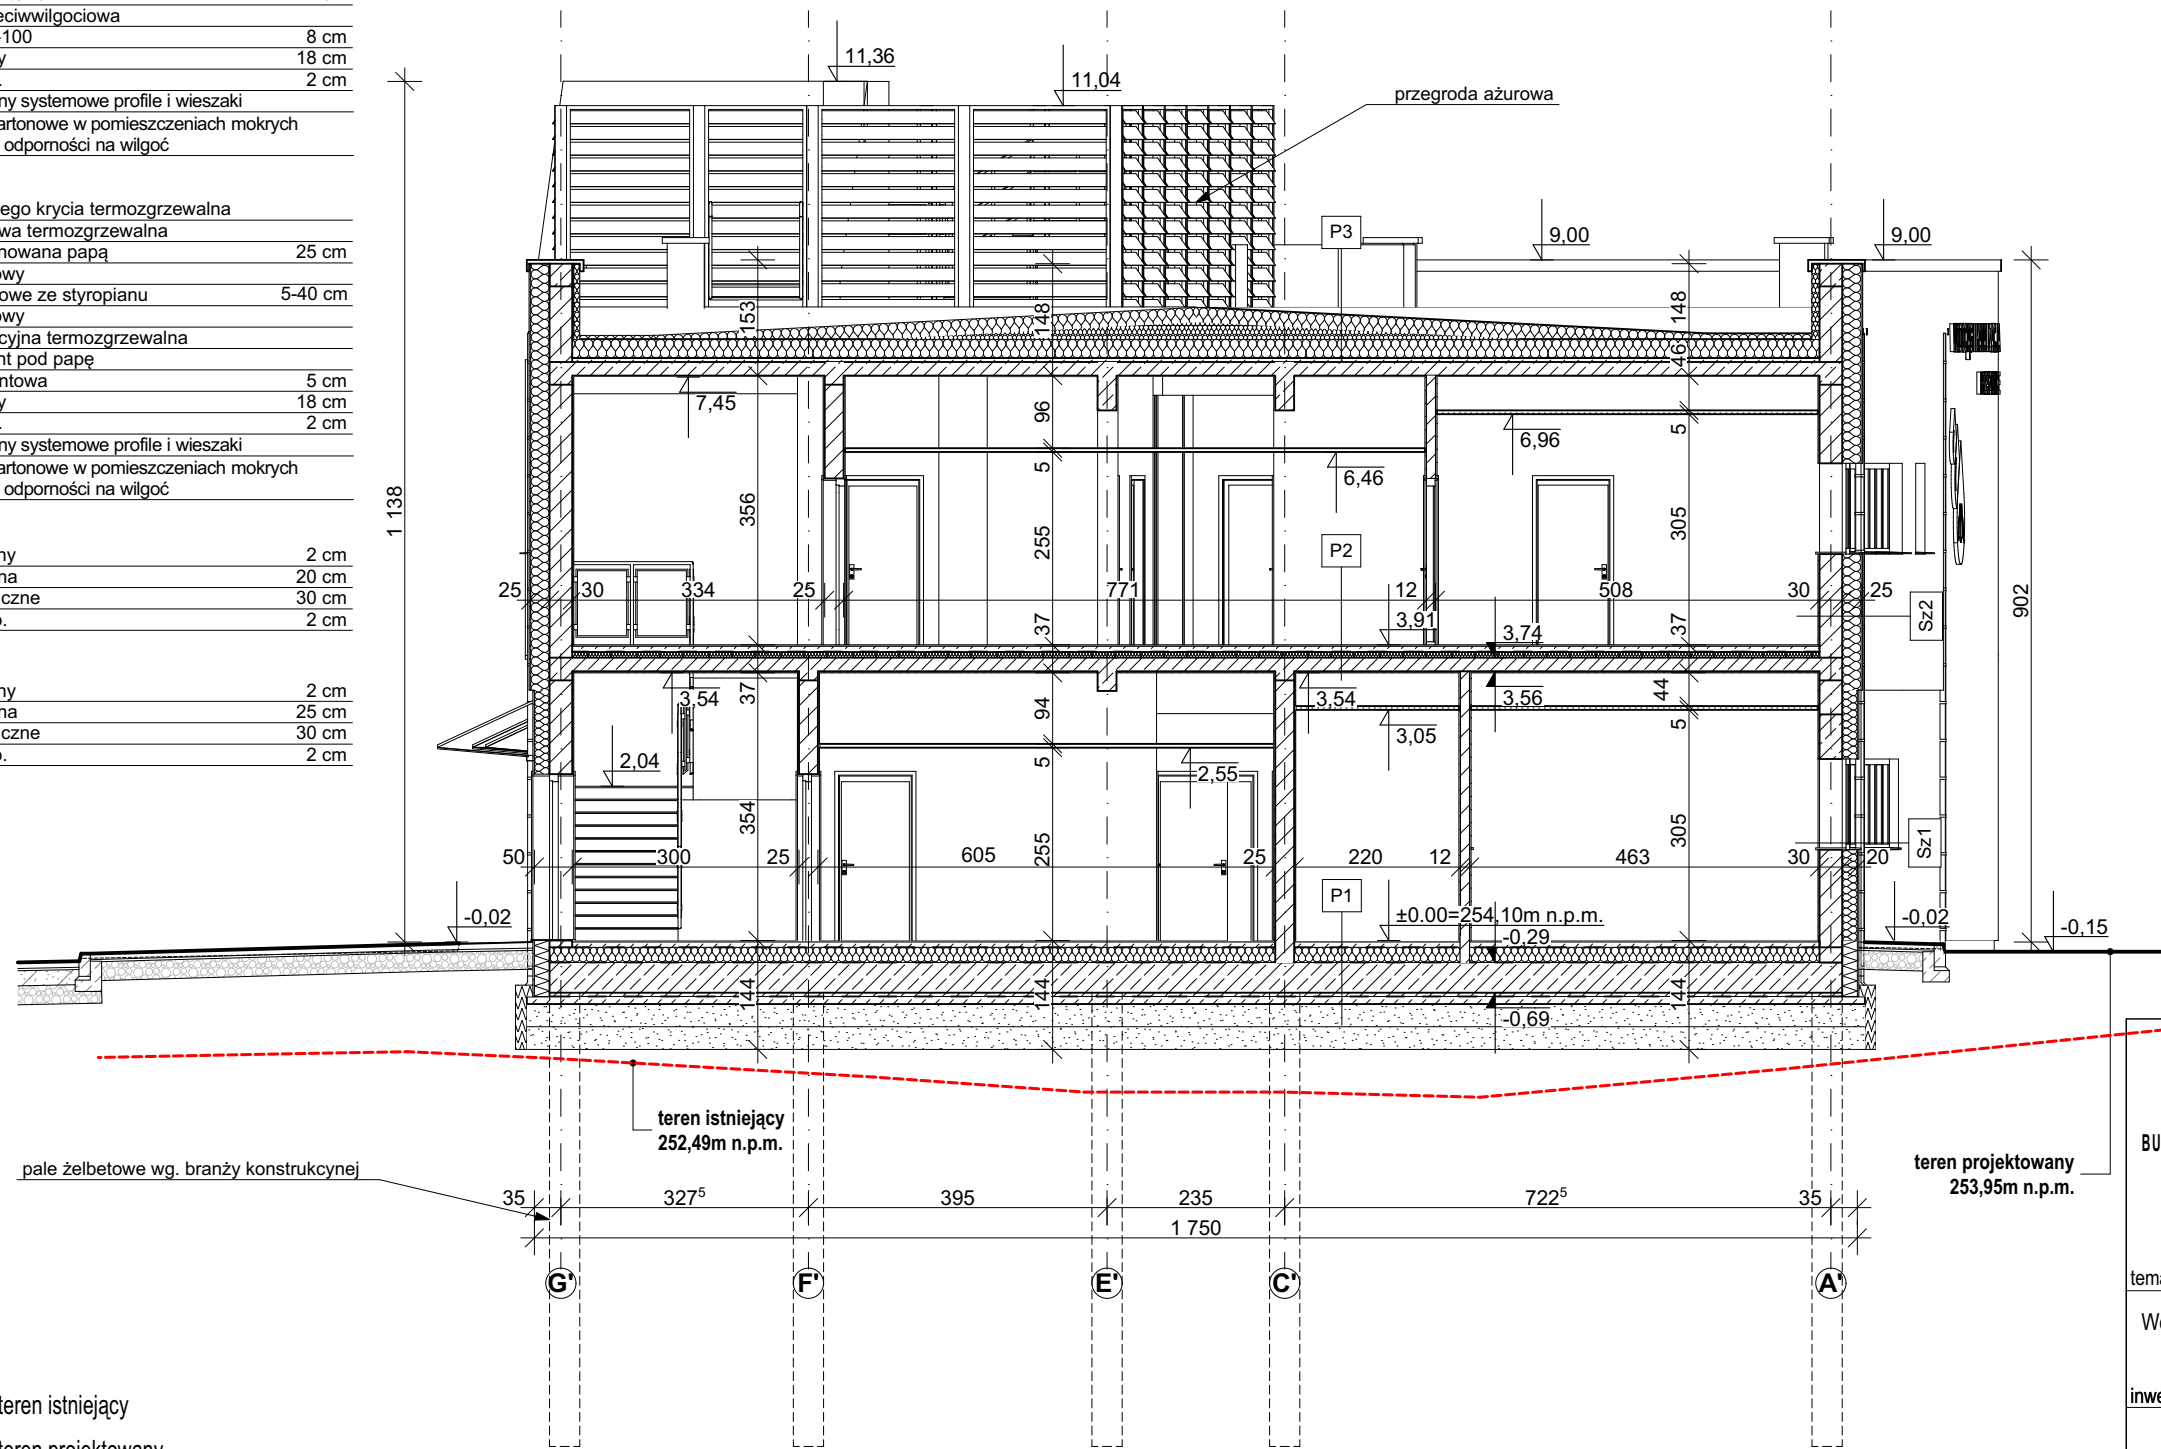 eciwwilgociowa
-100 8 cm
y 18 cm
. 2 cm
ny systemowe profile i wieszaki
artonowe w pomieszczeniach mokrych
odporności na wilgoć
ego krycia termozgrzewalna
wa termozgrzewalna
nowana papą 25 cm
owy
owe ze styropianu 5-40 cm
owy
cyjna termozgrzewalna
nt pod papę
ntowa 5 cm
y 18 cm
. 2 cm
ny systemowe profile i wieszaki
artonowe w pomieszczeniach mokrych
odporności na wilgoć
ny 2 cm
na 20 cm
iczne 30 cm
o. 2 cm
ny 2 cm
na 25 cm
iczne 30 cm
o. 2 cm
11,36
11,04
przegroda ażurowa
P3
9,00
9,00
153
148
148
46
1 138
7,45
96
6,96
5
5
6,46
356
255
P2
305
902
25 30 334 25 771 12 508 30 25
Sz2
37
3,91
3,74
37
37
3,54
3,54
3,56
44
94
5
3,05
2,04
5
2,55
354
255
305
Sz1
50 300 25 605 25 220 12 463 30 20
P1
-0,02
±0.00=254,10m n.p.m.
-0,02
-0,15
-0,29
144
144
144
-0,69
teren istniejący
252,49m n.p.m.
pale żelbetowe wg. branży konstrukcynej
teren projektowany
253,95m n.p.m.
BU
35 327⁵ 395 235 722⁵ 35
1 750
G' F' E' C' A'
tema
We
inwe
teren istniejący
teren projektowany